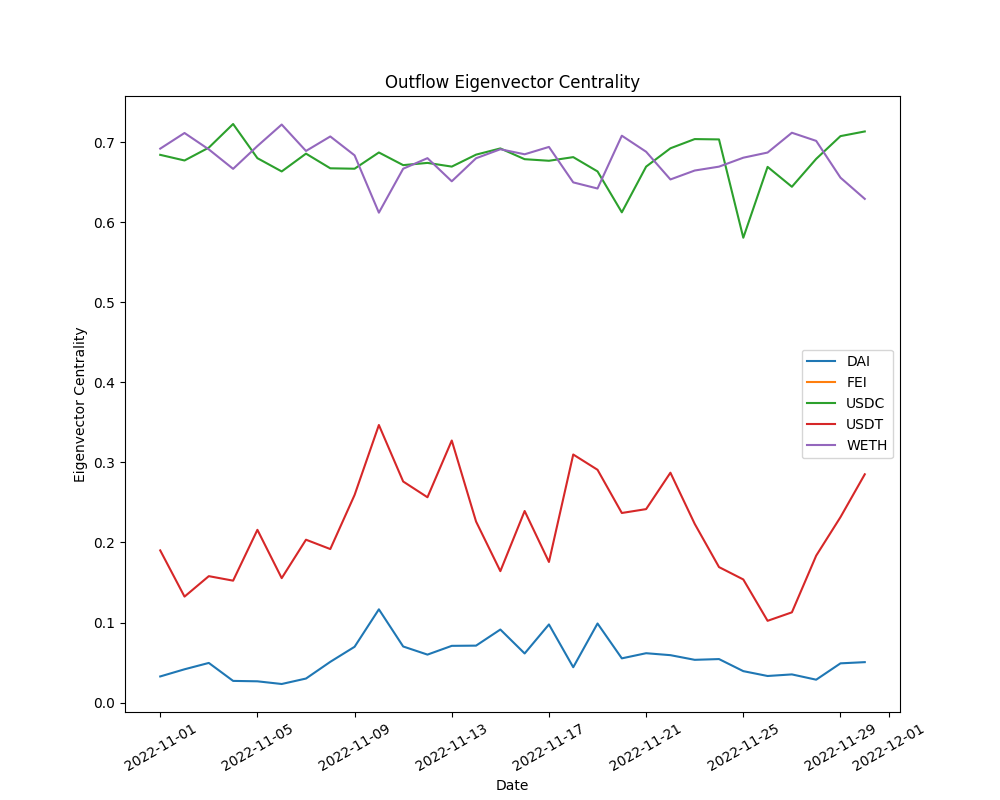 Outflow Eigenvector Centrality
Eigenvector Centrality
0.7
0.6
0.5
0.4
0.3
0.2
0.1
0.0
DAI
FEI
USDC
USDT
WETH
2022-11-01
2022-11-05
2022-11-09
2022-11-13
2022-11-17
2022-11-21
2022-11-25
2022-11-29
2022-12-01
Date